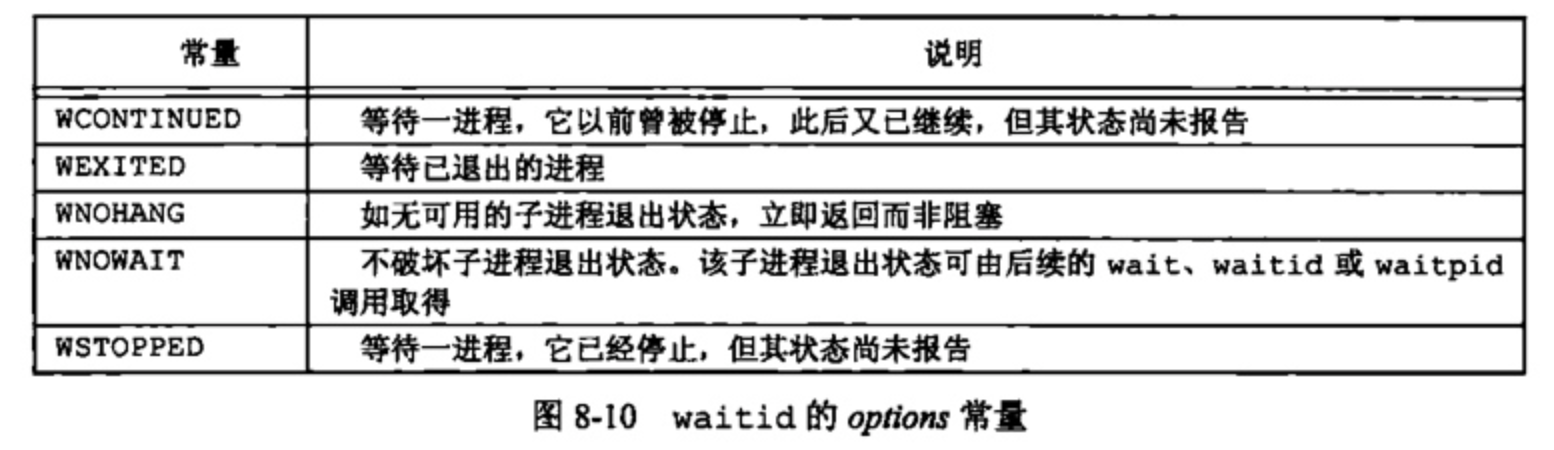 常量 说明
WCONTINUED 等待一进程，它以前曾被停止，此后又已继续，但其状态尚未报告
WEXITED 等待已退出的进程
WNOHANG 如无可用的子进程退出状态，立即返回而非阻塞
WNOWAIT 不破坏子进程退出状态。该子进程退出状态可由后续的 wait、waitid 或 waitpid
调用取得
WSTOPPED 等待一进程，它已经停止，但其状态尚未报告
图 8-10 waitid 的 options 常量